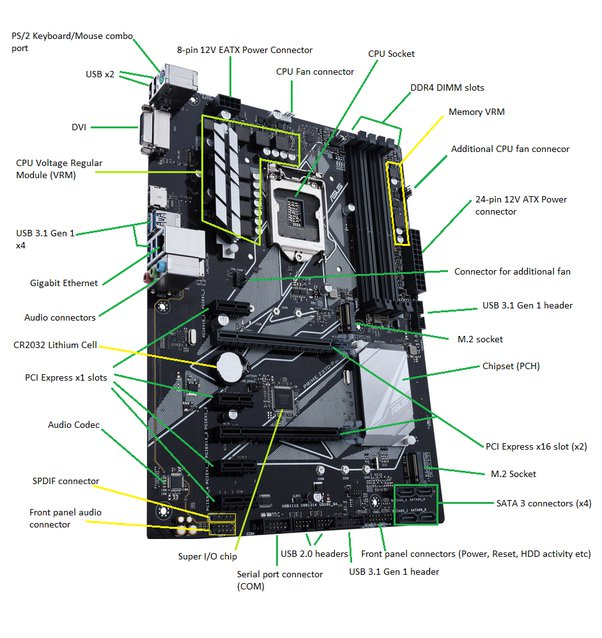 PS/2 Keyboard/Mouse combo
port
8-pin 12V EATX Power Connector
CPU Socket
USB x2
CPU Fan connector
DDR4 DIMM slots
Memory VRM
DVI
Additional CPU fan connecor
CPU Voltage Regular
Module (VRM)
24-pin 12V ATX Power
connector
USB 3.1 Gen 1
x4
Connector for additional fan
Gigabit Ethernet
USB 3.1 Gen 1 header
Audio connectors
M.2 socket
CR2032 Lithium Cell
Chipset (PCH)
PCI Express x1 slots
Audio Codec
PCI Express x16 slot (x2)
M.2 Socket
SPDIF connector
SATA 3 connectors (x4)
Front panel audio
connector
Super I/O chip
USB 2.0 headers
Front panel connectors (Power, Reset, HDD activity etc)
Serial port connector
(COM)
USB 3.1 Gen 1 header